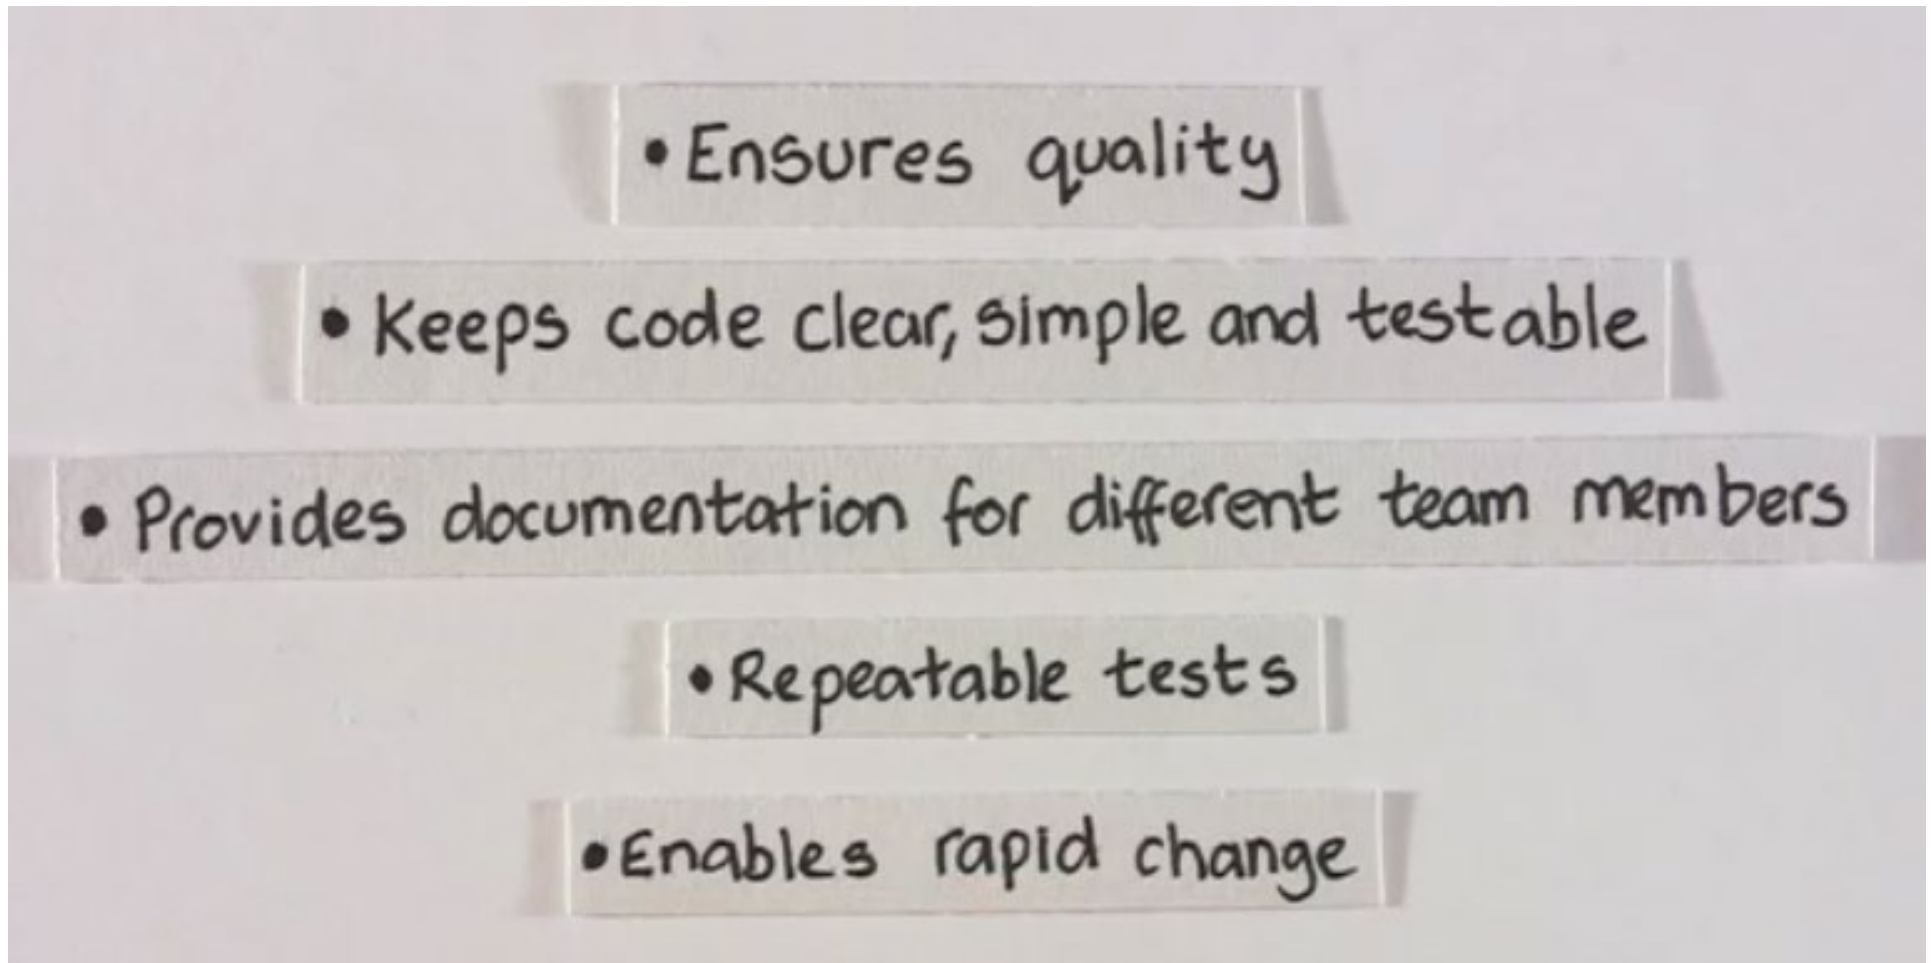 • Ensures quality
• Keeps code clear, simple and testable
• Provides documentation for different team members
• Repeatable tests
• Enables rapid change